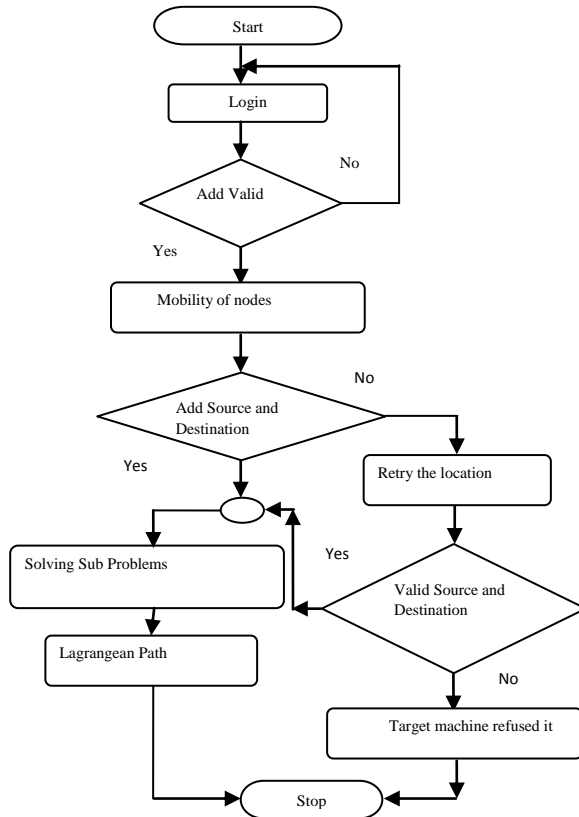 Start
Login
No
Add Valid
Yes
Mobility of nodes
No
Add Source and
Destination
Yes
Retry the location
Yes
Solving Sub Problems
Valid Source and
Destination
Lagrangean Path
No
Target machine refused it
Stop